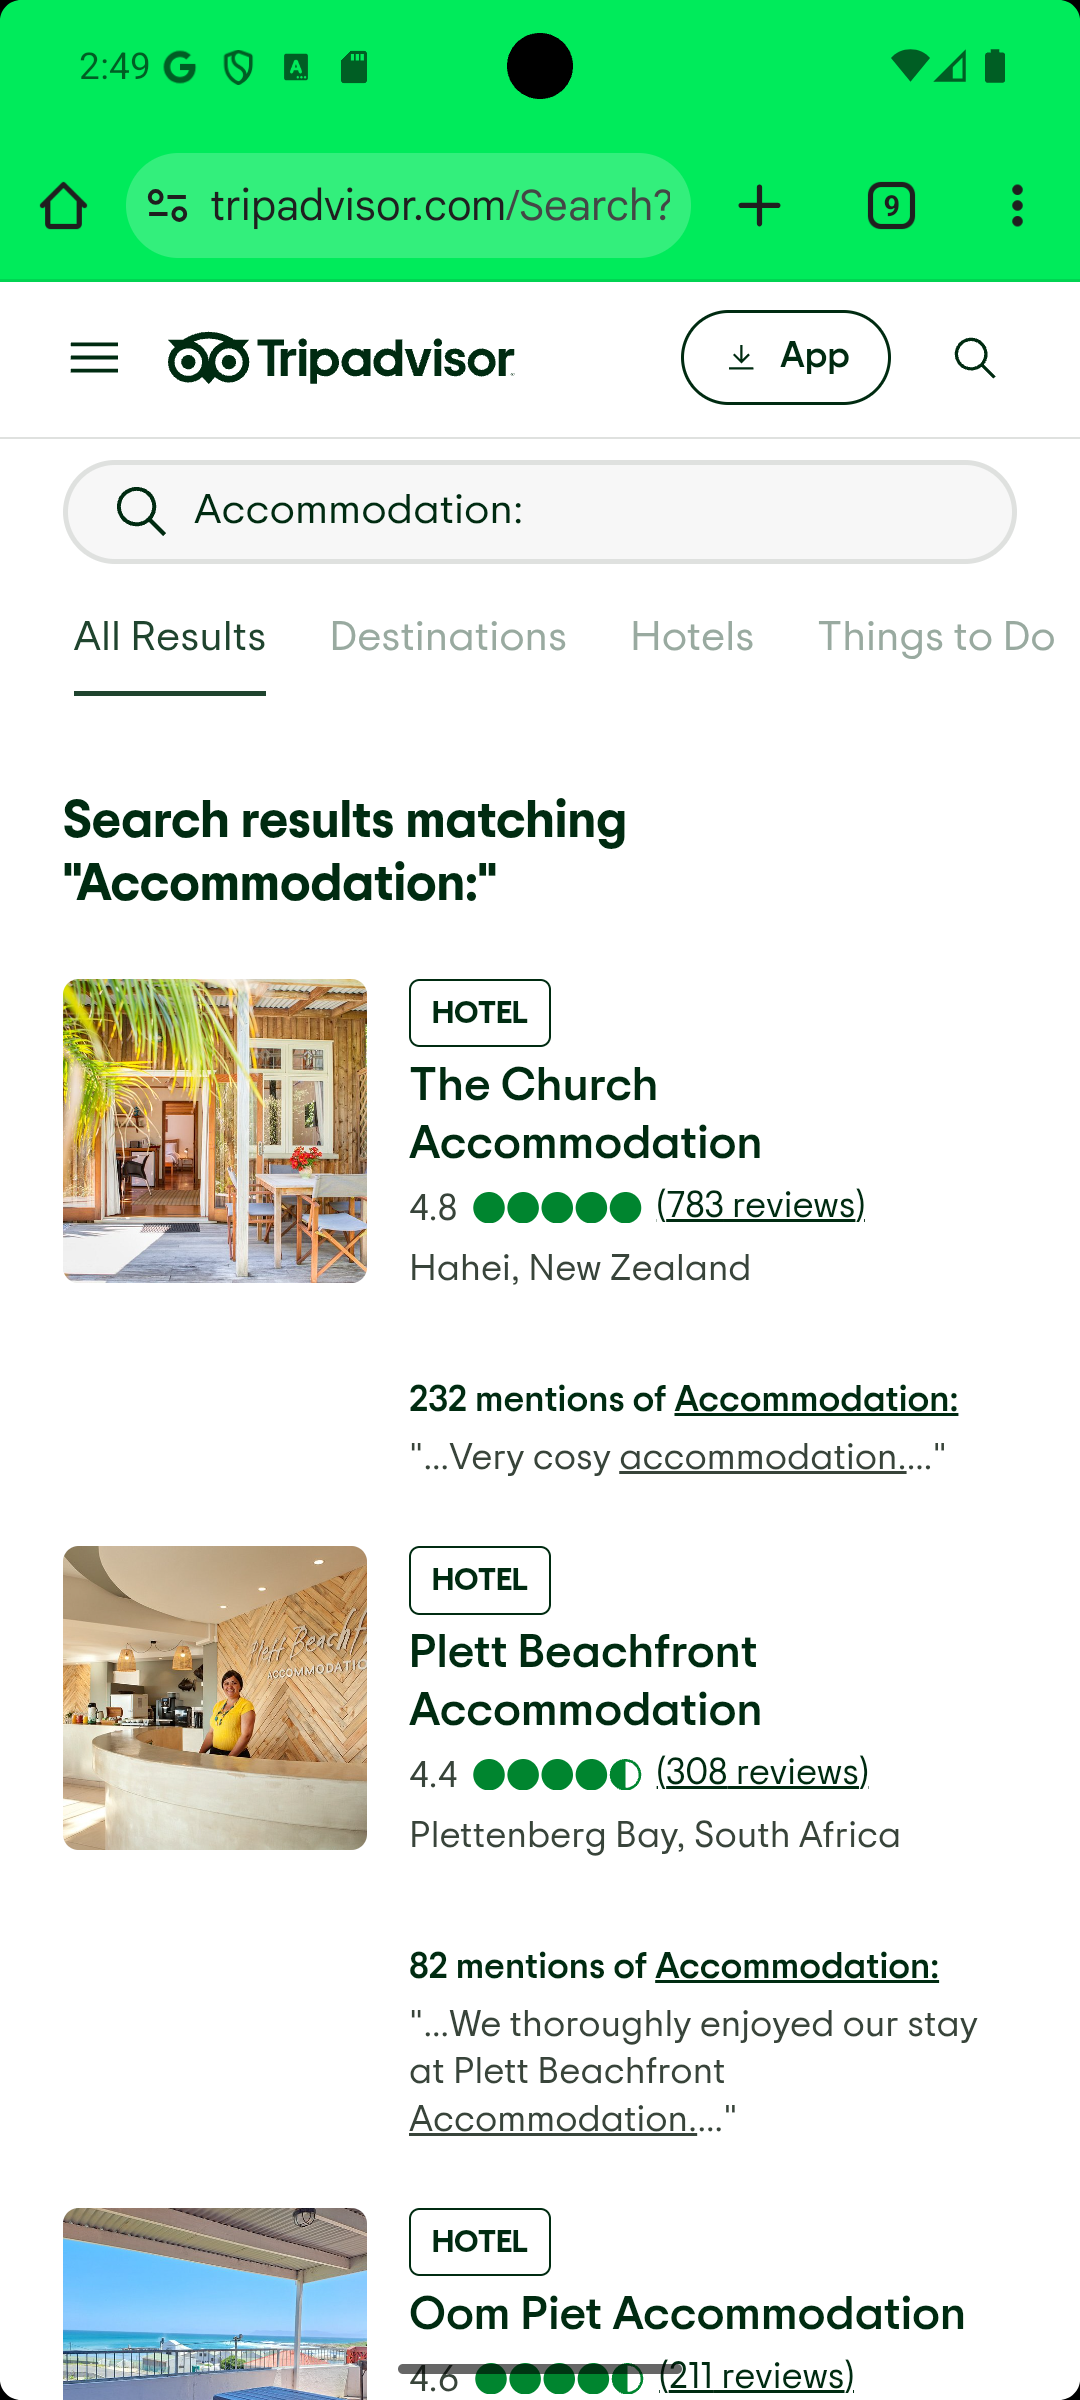 2:49
tripadvisor.com/Search?
9
Tripadvisor
App
Accommodation:
All Results Destinations Hotels Things to Do
Search results matching
"Accommodation:"
HOTEL
The Church
Accommodation
4.8 (783 reviews)
Hahei, New Zealand
232 mentions of Accommodation:
"...Very cosy accommodation...."
HOTEL
Plett Beachfront
Accommodation
4.4 (308 reviews)
Plettenberg Bay, South Africa
82 mentions of Accommodation:
"...We thoroughly enjoyed our stay
at Plett Beachfront
Accommodation...."
Plett Beachf
ACCOMMODATIO
HOTEL
Oom Piet Accommodation
4.6 (211 reviews)